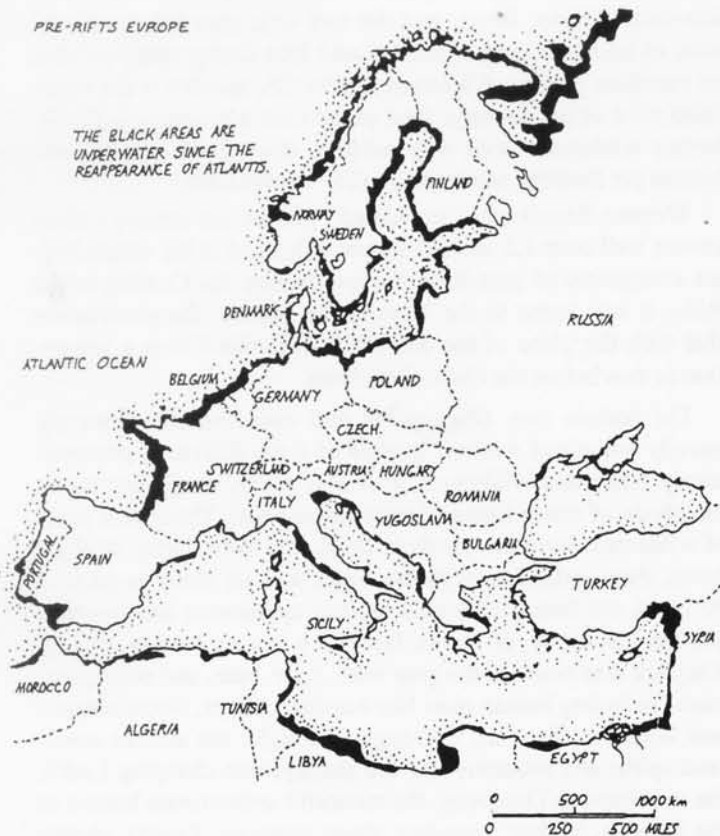 PRE-RIFTS EUROPE
THE BLACK AREAS ARE
UNDERWATER SINCE THE
REAPPEARANCE OF ATLANTIS.
FINLAND
NORWAY
SWEDEN
DENMARK
RUSSIA
ATLANTIC OCEAN
BELGIUM
GERMANY
POLAND
CZECH.
SWITZERLAND
AUSTRIA
HUNGARY
FRANCE
ITALY
ROMANIA
YUGOSLAVIA
BULGARIA
PORTUGAL
SPAIN
TURKEY
SICILY
SYRIA
MOROCCO
ALGERIA
TUNISIA
LIBYA
EGYPT
0 500 1000 km
0 250 500 MILES